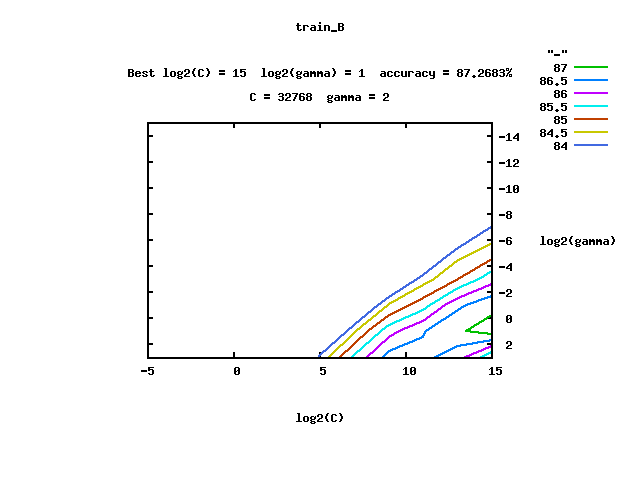 train_B
Best log2(C) = 15  log2(gamma) = 1  accuracy = 87.2683%
C = 32768  gamma = 2
"-"
87
86.5
86
85.5
85
84.5
84
-14
-12
-10
-8
-6
log2(gamma)
-4
-2
0
2
-5 0 5 10 15
log2(C)